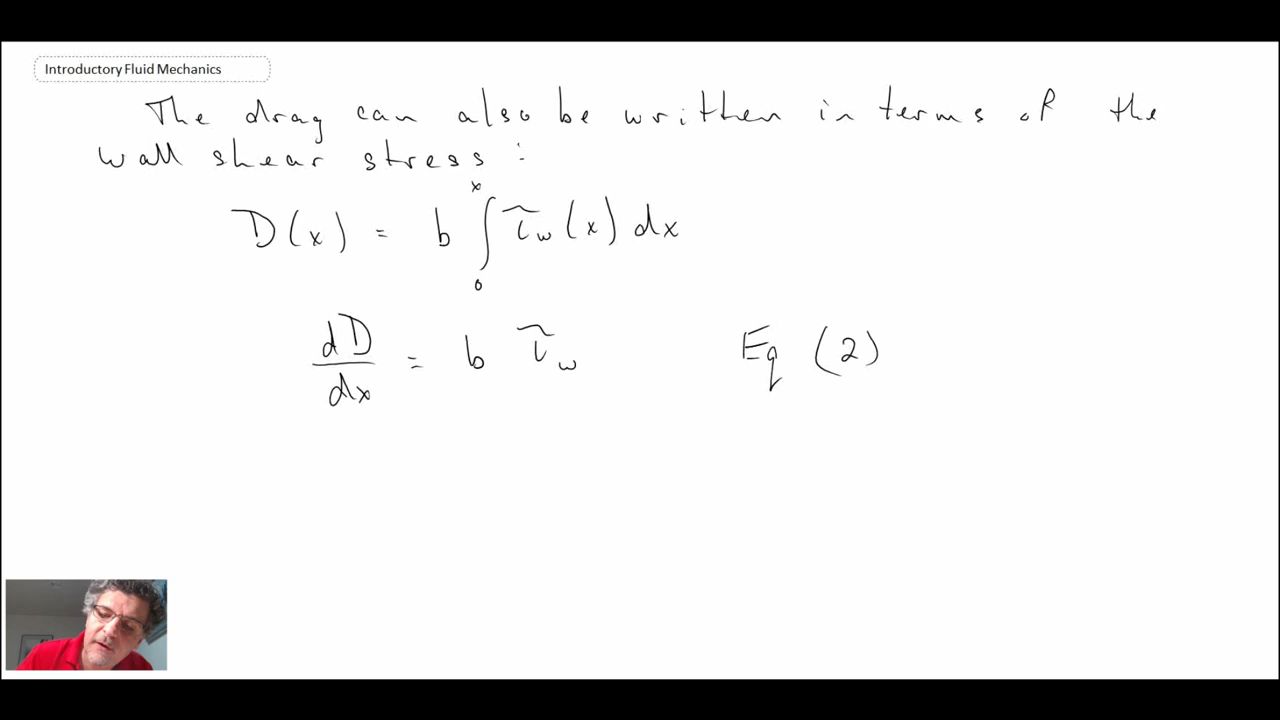 Introductory Fluid Mechanics
The drag can also be written in terms of the
wall shear stress :
D(x) = b ∫₀ˣ τw(x) dx
dD/dx = b τw Eq (2)